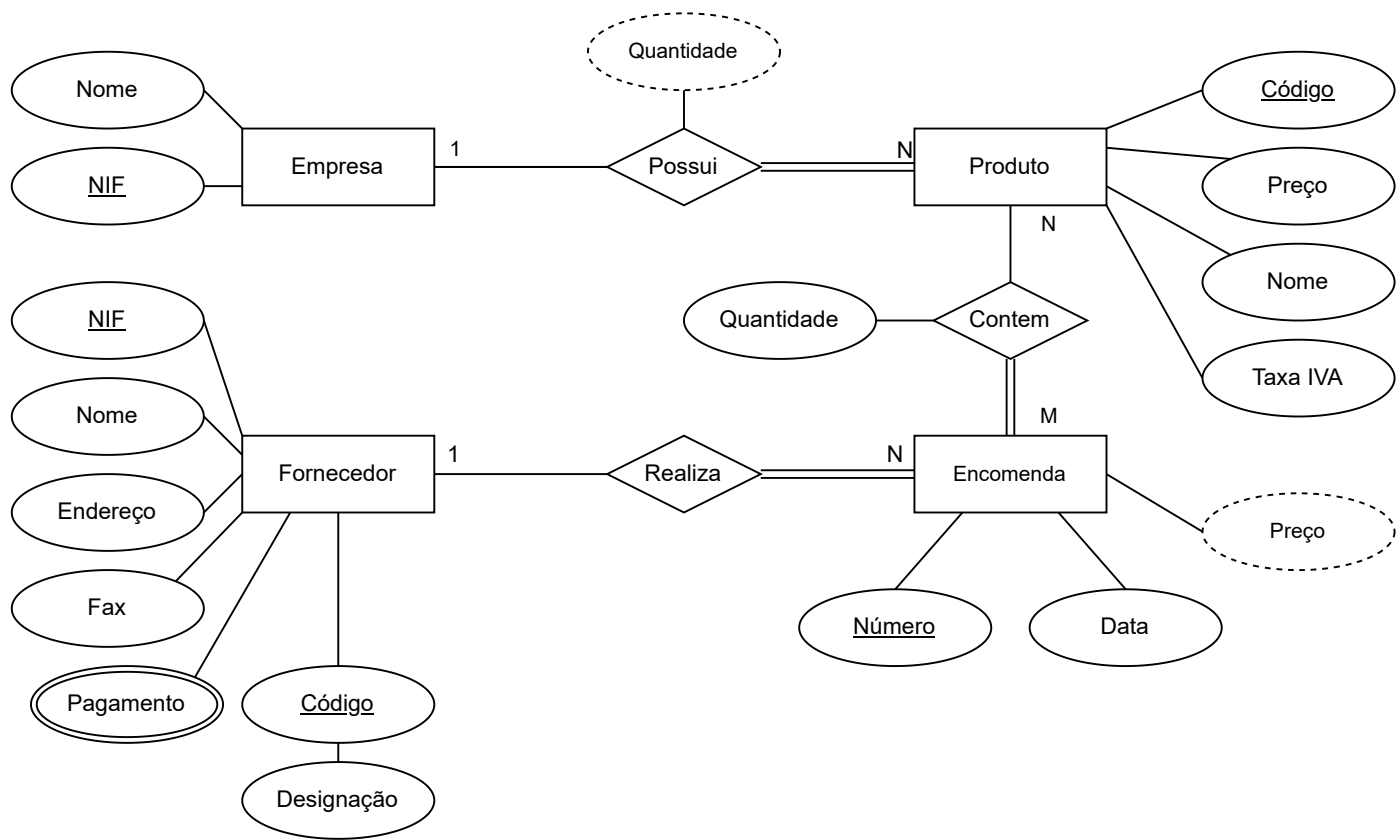 Quantidade
Nome
Código
Empresa
1
Possui
N
Produto
NIF
Preço
N
Nome
NIF
Quantidade
Contem
Taxa IVA
Nome
M
Fornecedor
1
Realiza
N
Encomenda
Endereço
Preço
Fax
Número
Data
Pagamento
Código
Designação